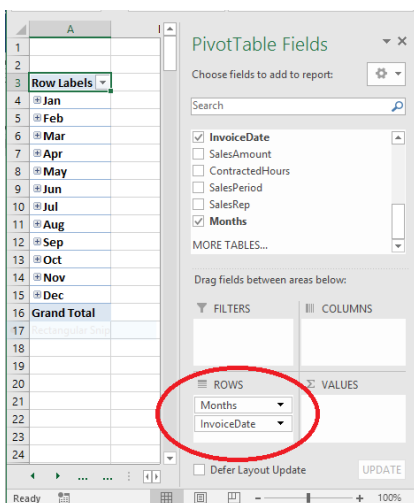 A
PivotTable Fields
1
2
Choose fields to add to report:
3 Row Labels
4 Jan
Search
5 Feb
6 Mar
InvoiceDate
7 Apr
SalesAmount
8 May
ContractedHours
9 Jun
SalesPeriod
10 Jul
SalesRep
11 Aug
Months
12 Sep
MORE TABLES...
13 Oct
14 Nov
Drag fields between areas below:
15 Dec
16 Grand Total
FILTERS
COLUMNS
17 Rectangular Snip
18
19
20
ROWS
Σ VALUES
21
Months
22
InvoiceDate
23
24
Defer Layout Update
UPDATE
... ...
Ready
- + 100%